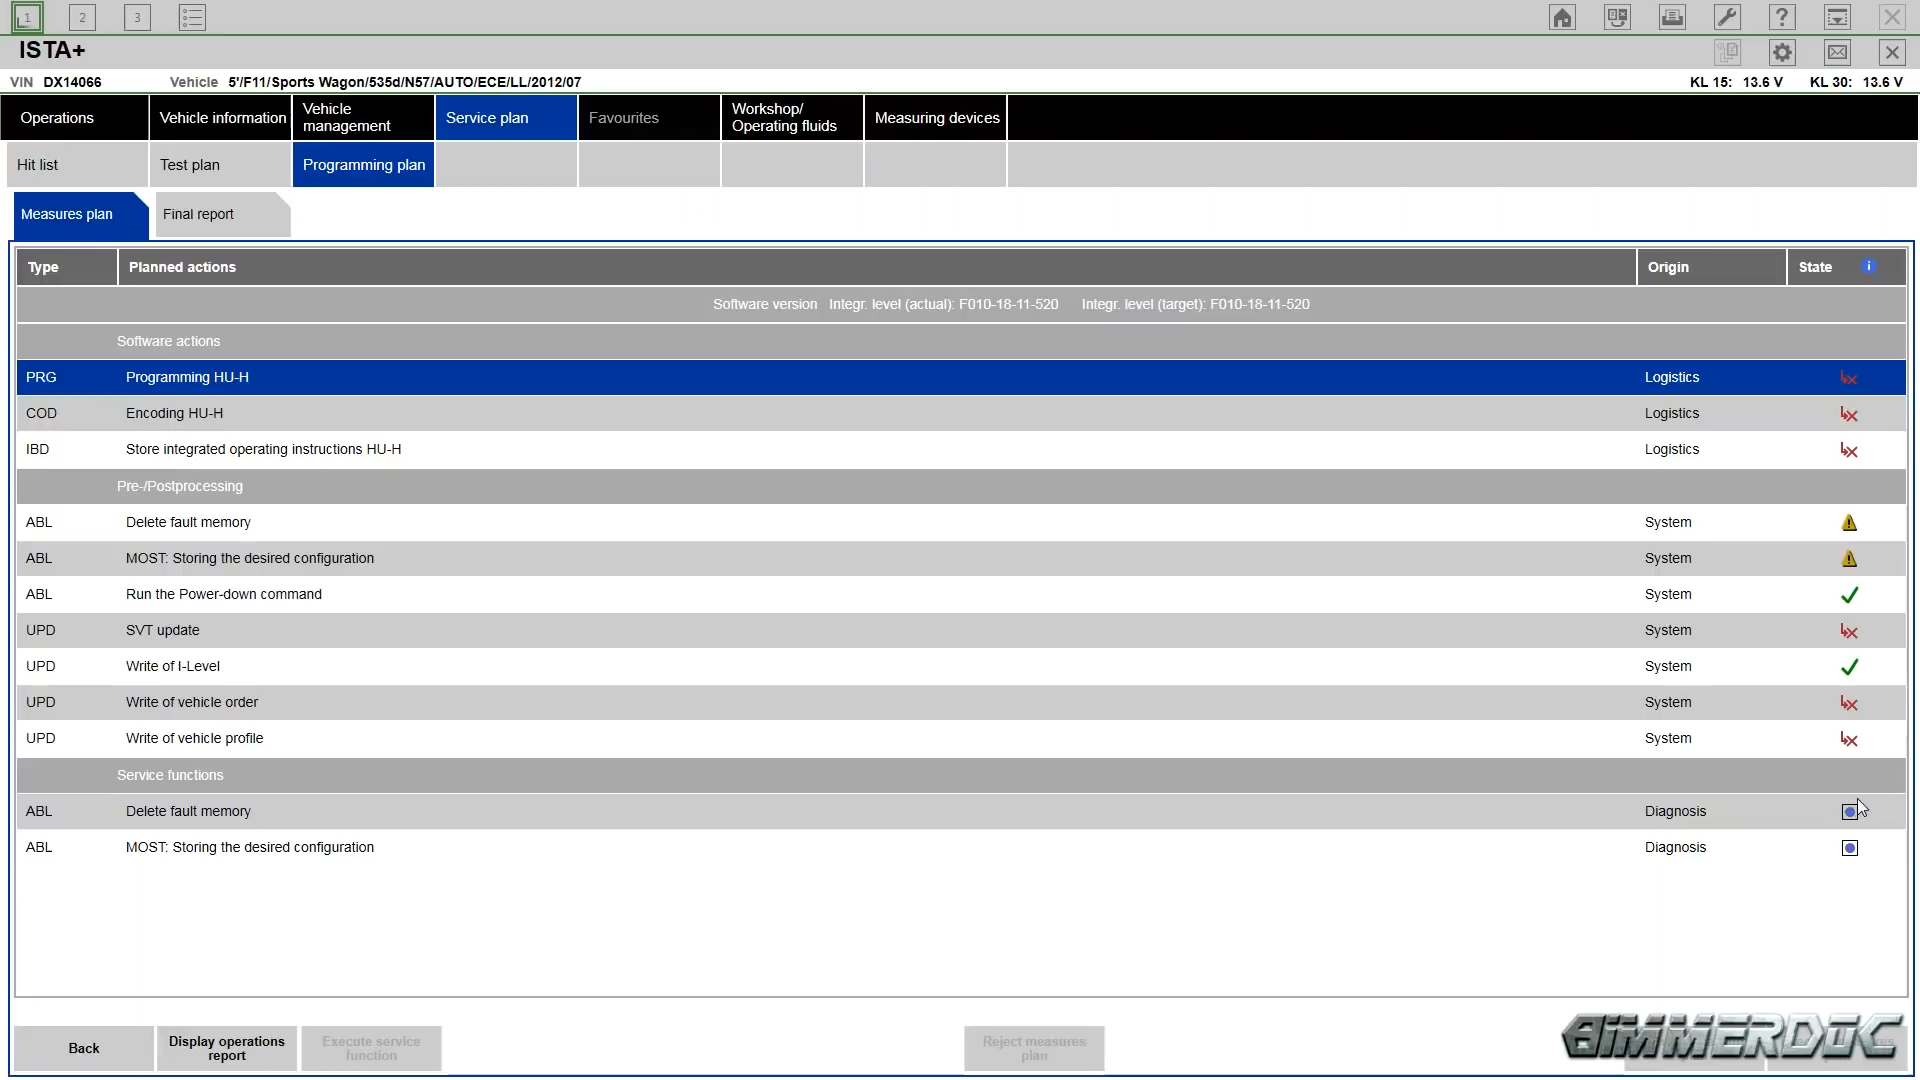 1 2 3
?
ISTA+
VIN DX14066 Vehicle 5'/F11/Sports Wagon/535d/N57/AUTO/ECE/LL/2012/07 KL 15: 13.6 V KL 30: 13.6 V
Operations Vehicle information Vehicle management Service plan Favourites Workshop/ Operating fluids Measuring devices
Hit list Test plan Programming plan
Measures plan Final report
Type Planned actions Origin State i
Software version Integr. level (actual): F010-18-11-520 Integr. level (target): F010-18-11-520
Software actions
PRG Programming HU-H Logistics
COD Encoding HU-H Logistics
IBD Store integrated operating instructions HU-H Logistics
Pre-/Postprocessing
ABL Delete fault memory System
ABL MOST: Storing the desired configuration System
ABL Run the Power-down command System
UPD SVT update System
UPD Write of I-Level System
UPD Write of vehicle order System
UPD Write of vehicle profile System
Service functions
ABL Delete fault memory Diagnosis
ABL MOST: Storing the desired configuration Diagnosis
Back Display operations report Execute service function Reject measures plan BIMMERDOC